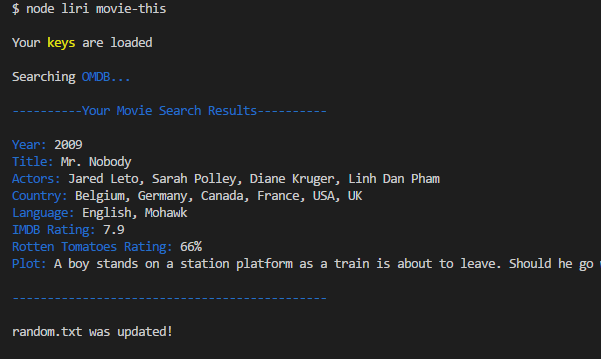 $ node liri movie-this
Your keys are loaded
Searching OMDB...
----------Your Movie Search Results----------
Year: 2009
Title: Mr. Nobody
Actors: Jared Leto, Sarah Polley, Diane Kruger, Linh Dan Pham
Country: Belgium, Germany, Canada, France, USA, UK
Language: English, Mohawk
IMDB Rating: 7.9
Rotten Tomatoes Rating: 66%
Plot: A boy stands on a station platform as a train is about to leave. Should he go
---------------------------------------------
random.txt was updated!